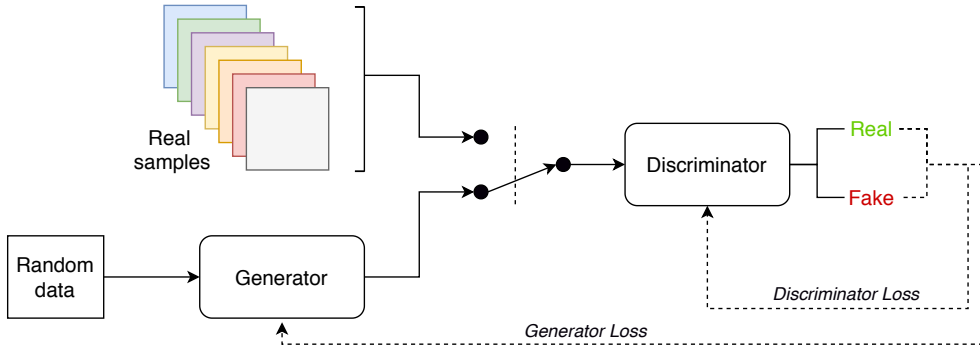 Real
samples
Real
Discriminator
Fake
Random
data
Generator
Discriminator Loss
Generator Loss